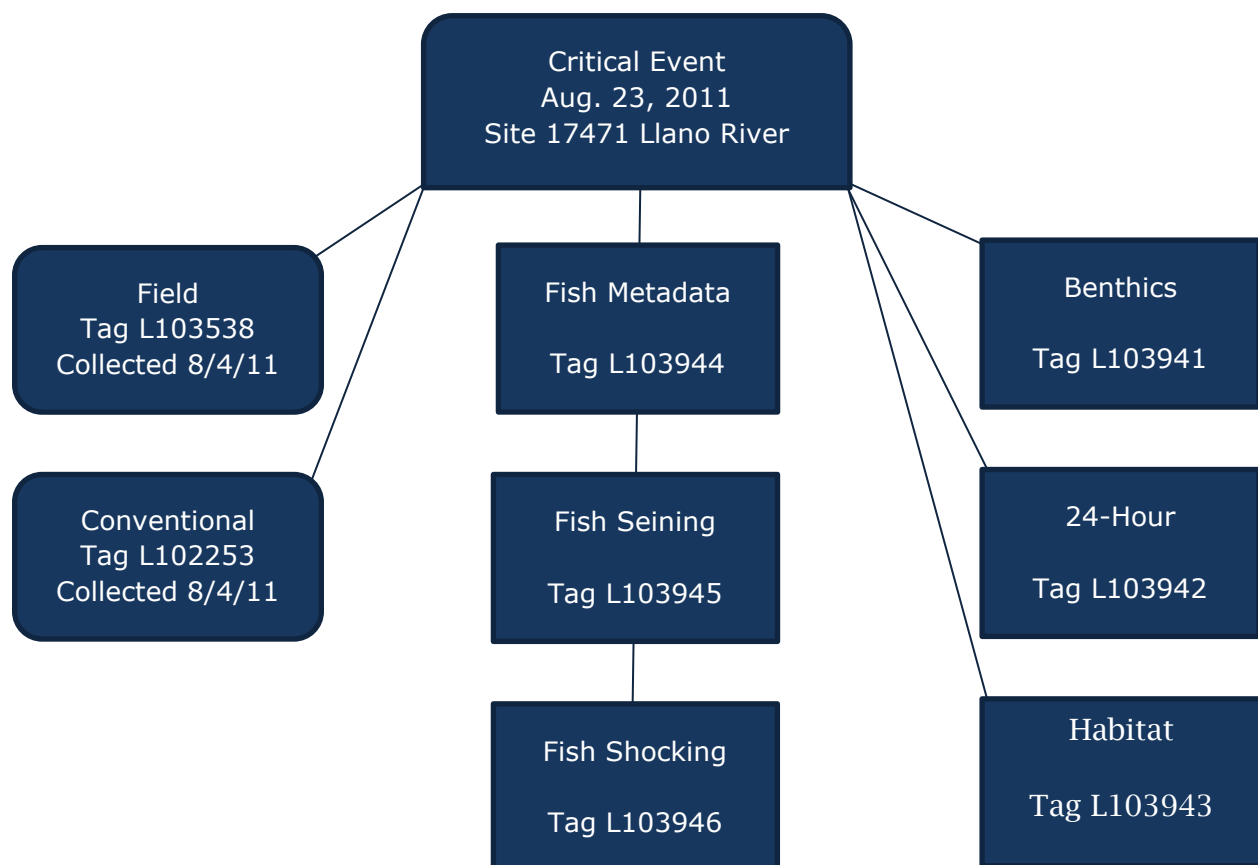 Critical Event
Aug. 23, 2011
Site 17471 Llano River
Field
Tag L103538
Collected 8/4/11
Conventional
Tag L102253
Collected 8/4/11
Fish Metadata
Tag L103944
Fish Seining
Tag L103945
Fish Shocking
Tag L103946
Benthics
Tag L103941
24-Hour
Tag L103942
Habitat
Tag L103943